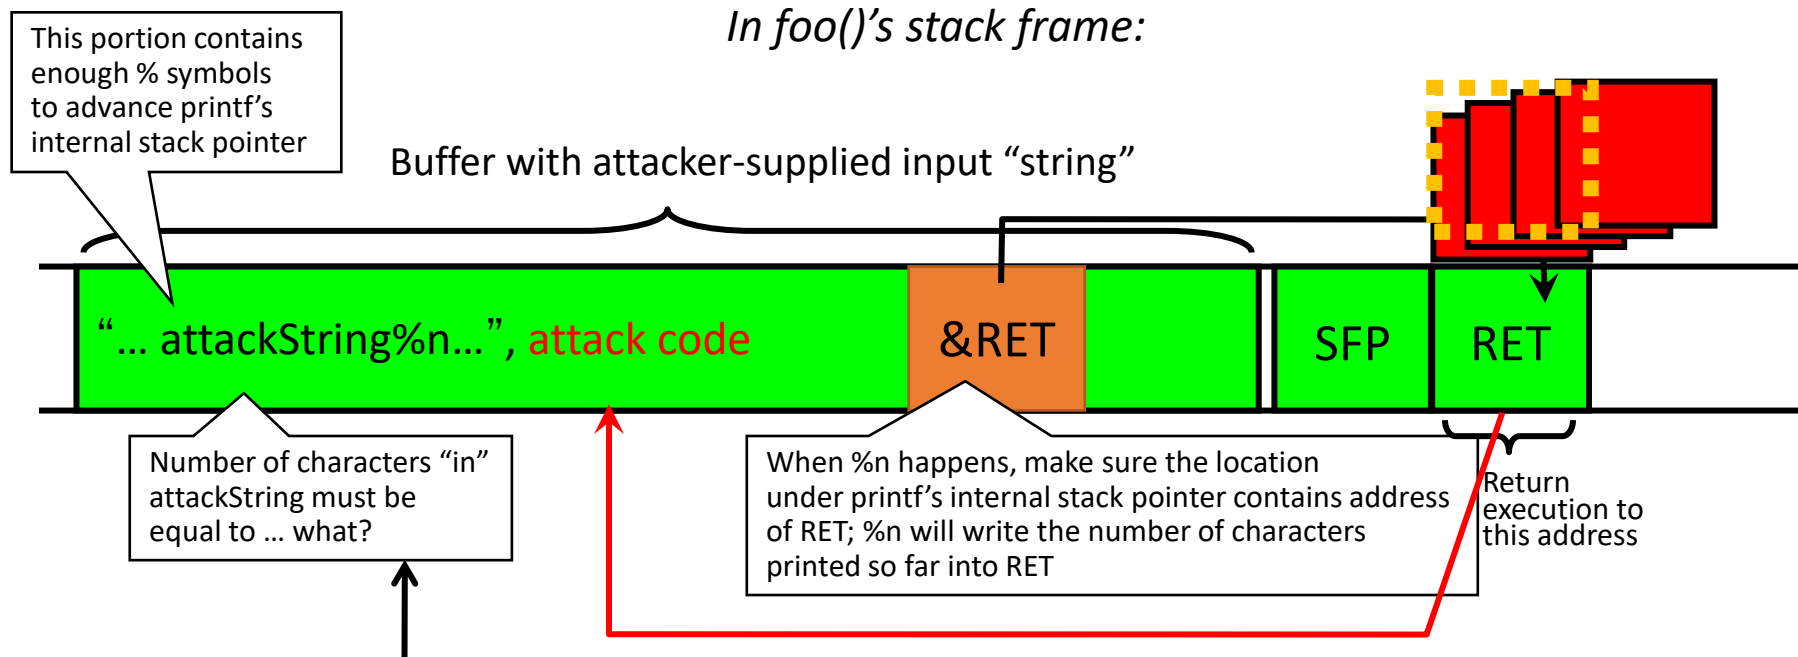 In foo()'s stack frame:
This portion contains
enough % symbols
to advance printf’s
internal stack pointer
Buffer with attacker-supplied input “string”
“… attackString%n…”, attack code
&RET
SFP
RET
Number of characters “in”
attackString must be
equal to … what?
When %n happens, make sure the location
under printf’s internal stack pointer contains address
of RET; %n will write the number of characters
printed so far into RET
Return
execution to
this address